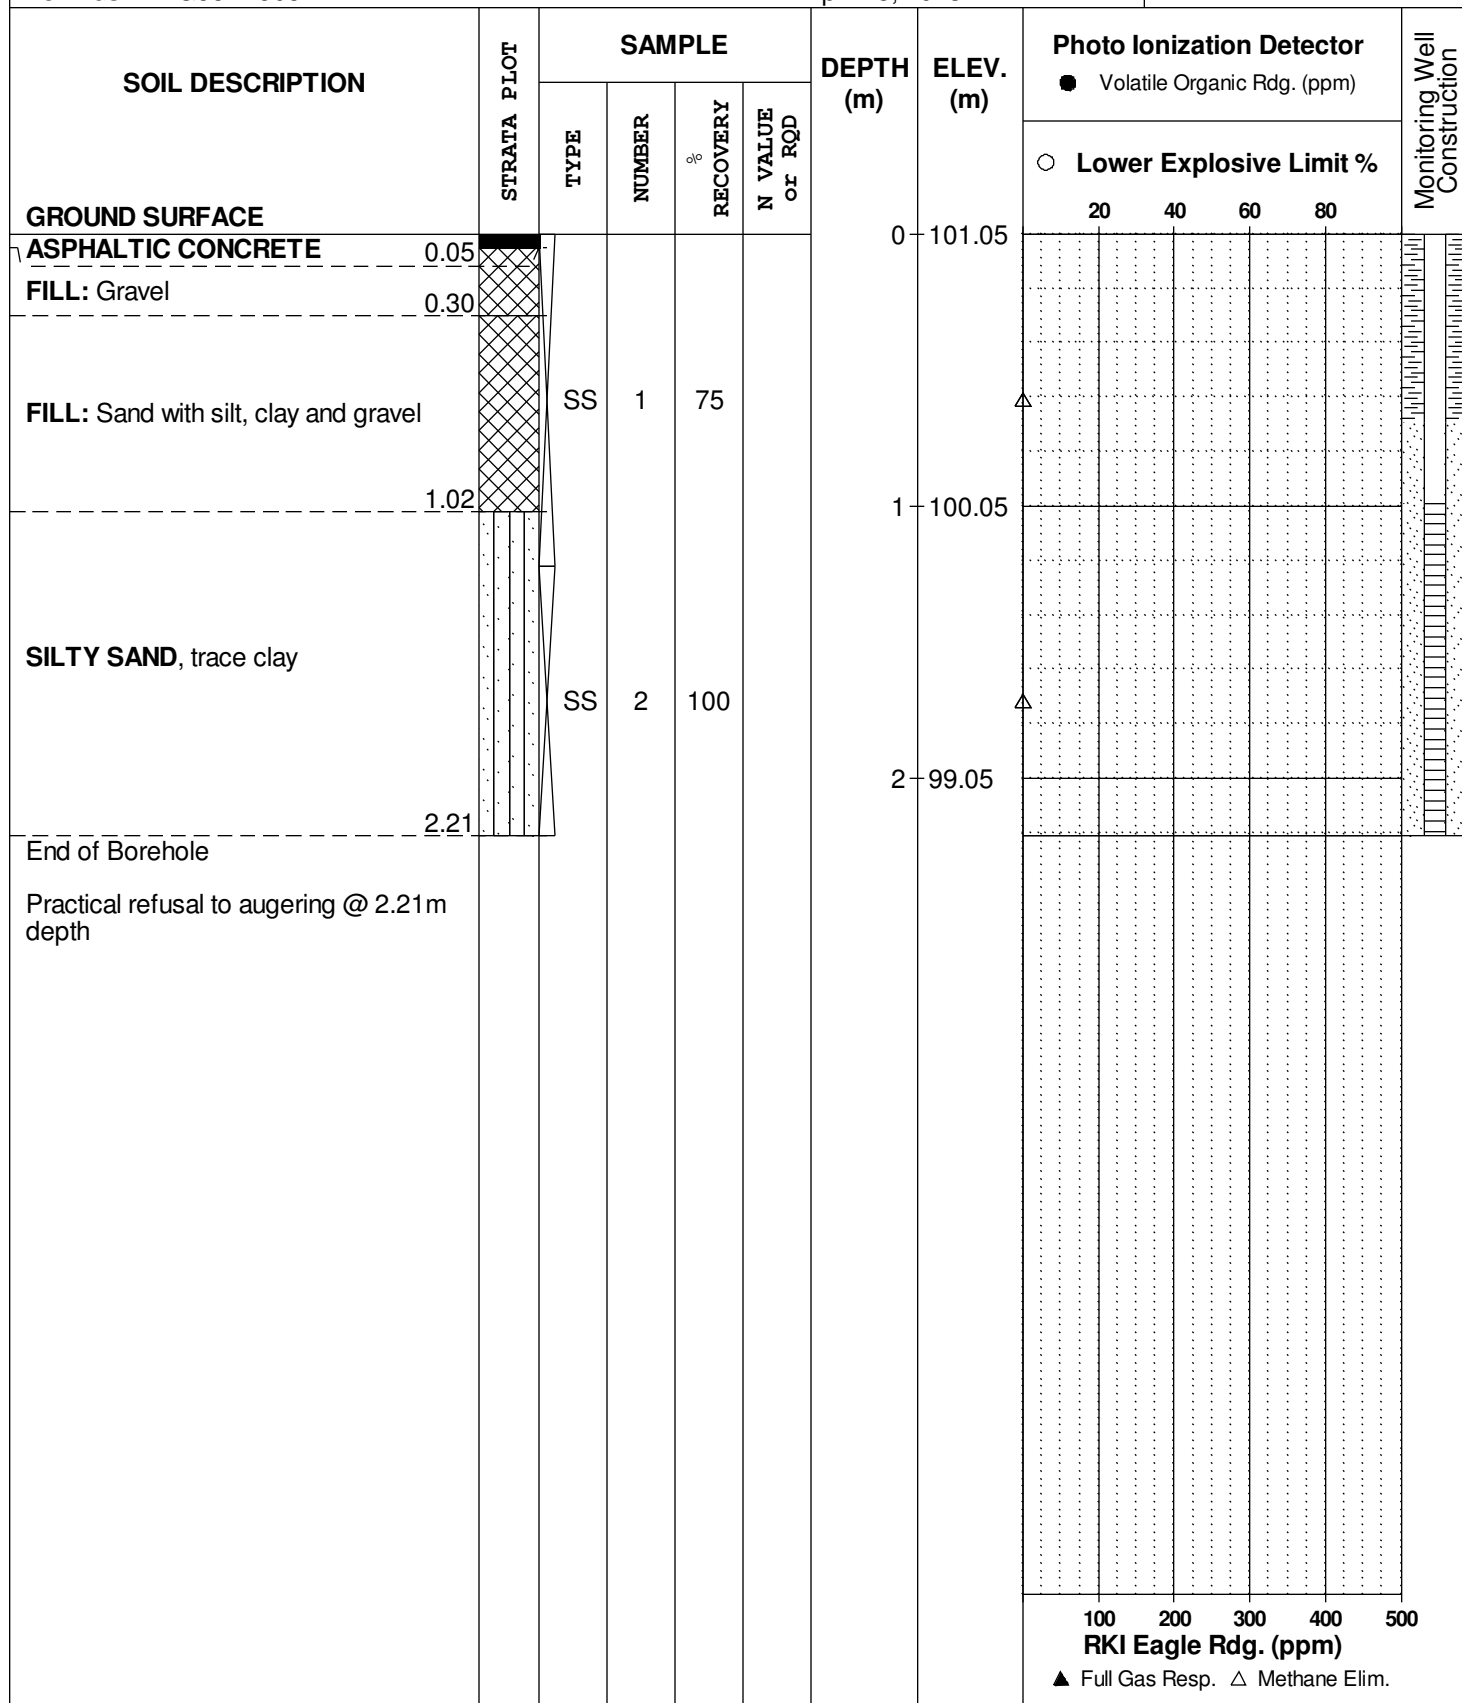 SOIL DESCRIPTION
GROUND SURFACE
STRATA PLOT
SAMPLE
TYPE
NUMBER
% RECOVERY
N VALUE or RQD
DEPTH (m)
ELEV. (m)
Photo Ionization Detector
● Volatile Organic Rdg. (ppm)
○ Lower Explosive Limit %
20 40 60 80
Monitoring Well Construction
0 101.05
ASPHALTIC CONCRETE 0.05
FILL: Gravel 0.30
FILL: Sand with silt, clay and gravel
SS 1 75
1.02
1 100.05
SILTY SAND, trace clay
SS 2 100
2 99.05
2.21
End of Borehole
Practical refusal to augering @ 2.21m
depth
100 200 300 400 500
RKI Eagle Rdg. (ppm)
▲ Full Gas Resp. △ Methane Elim.